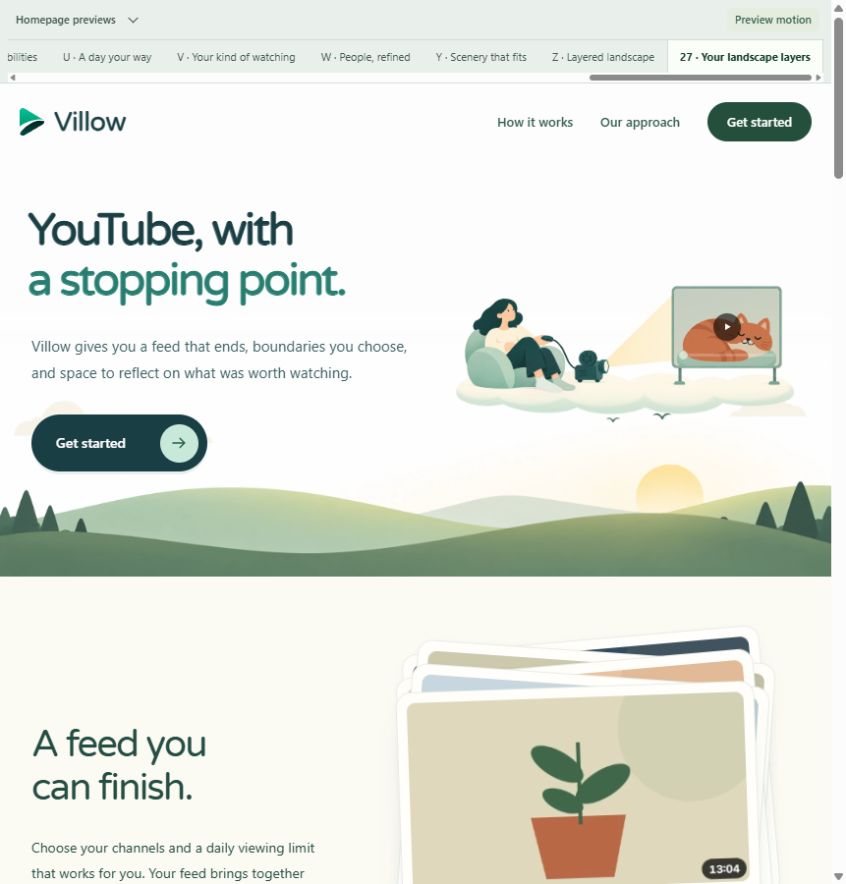 Homepage previews
Preview motion
bilities
U · A day your way
V · Your kind of watching
W · People, refined
Y · Scenery that fits
Z · Layered landscape
27 · Your landscape layers
Villow
How it works
Our approach
Get started
YouTube, with
a stopping point.
Villow gives you a feed that ends, boundaries you choose,
and space to reflect on what was worth watching.
Get started
A feed you
can finish.
13:04
Choose your channels and a daily viewing limit
that works for you. Your feed brings together